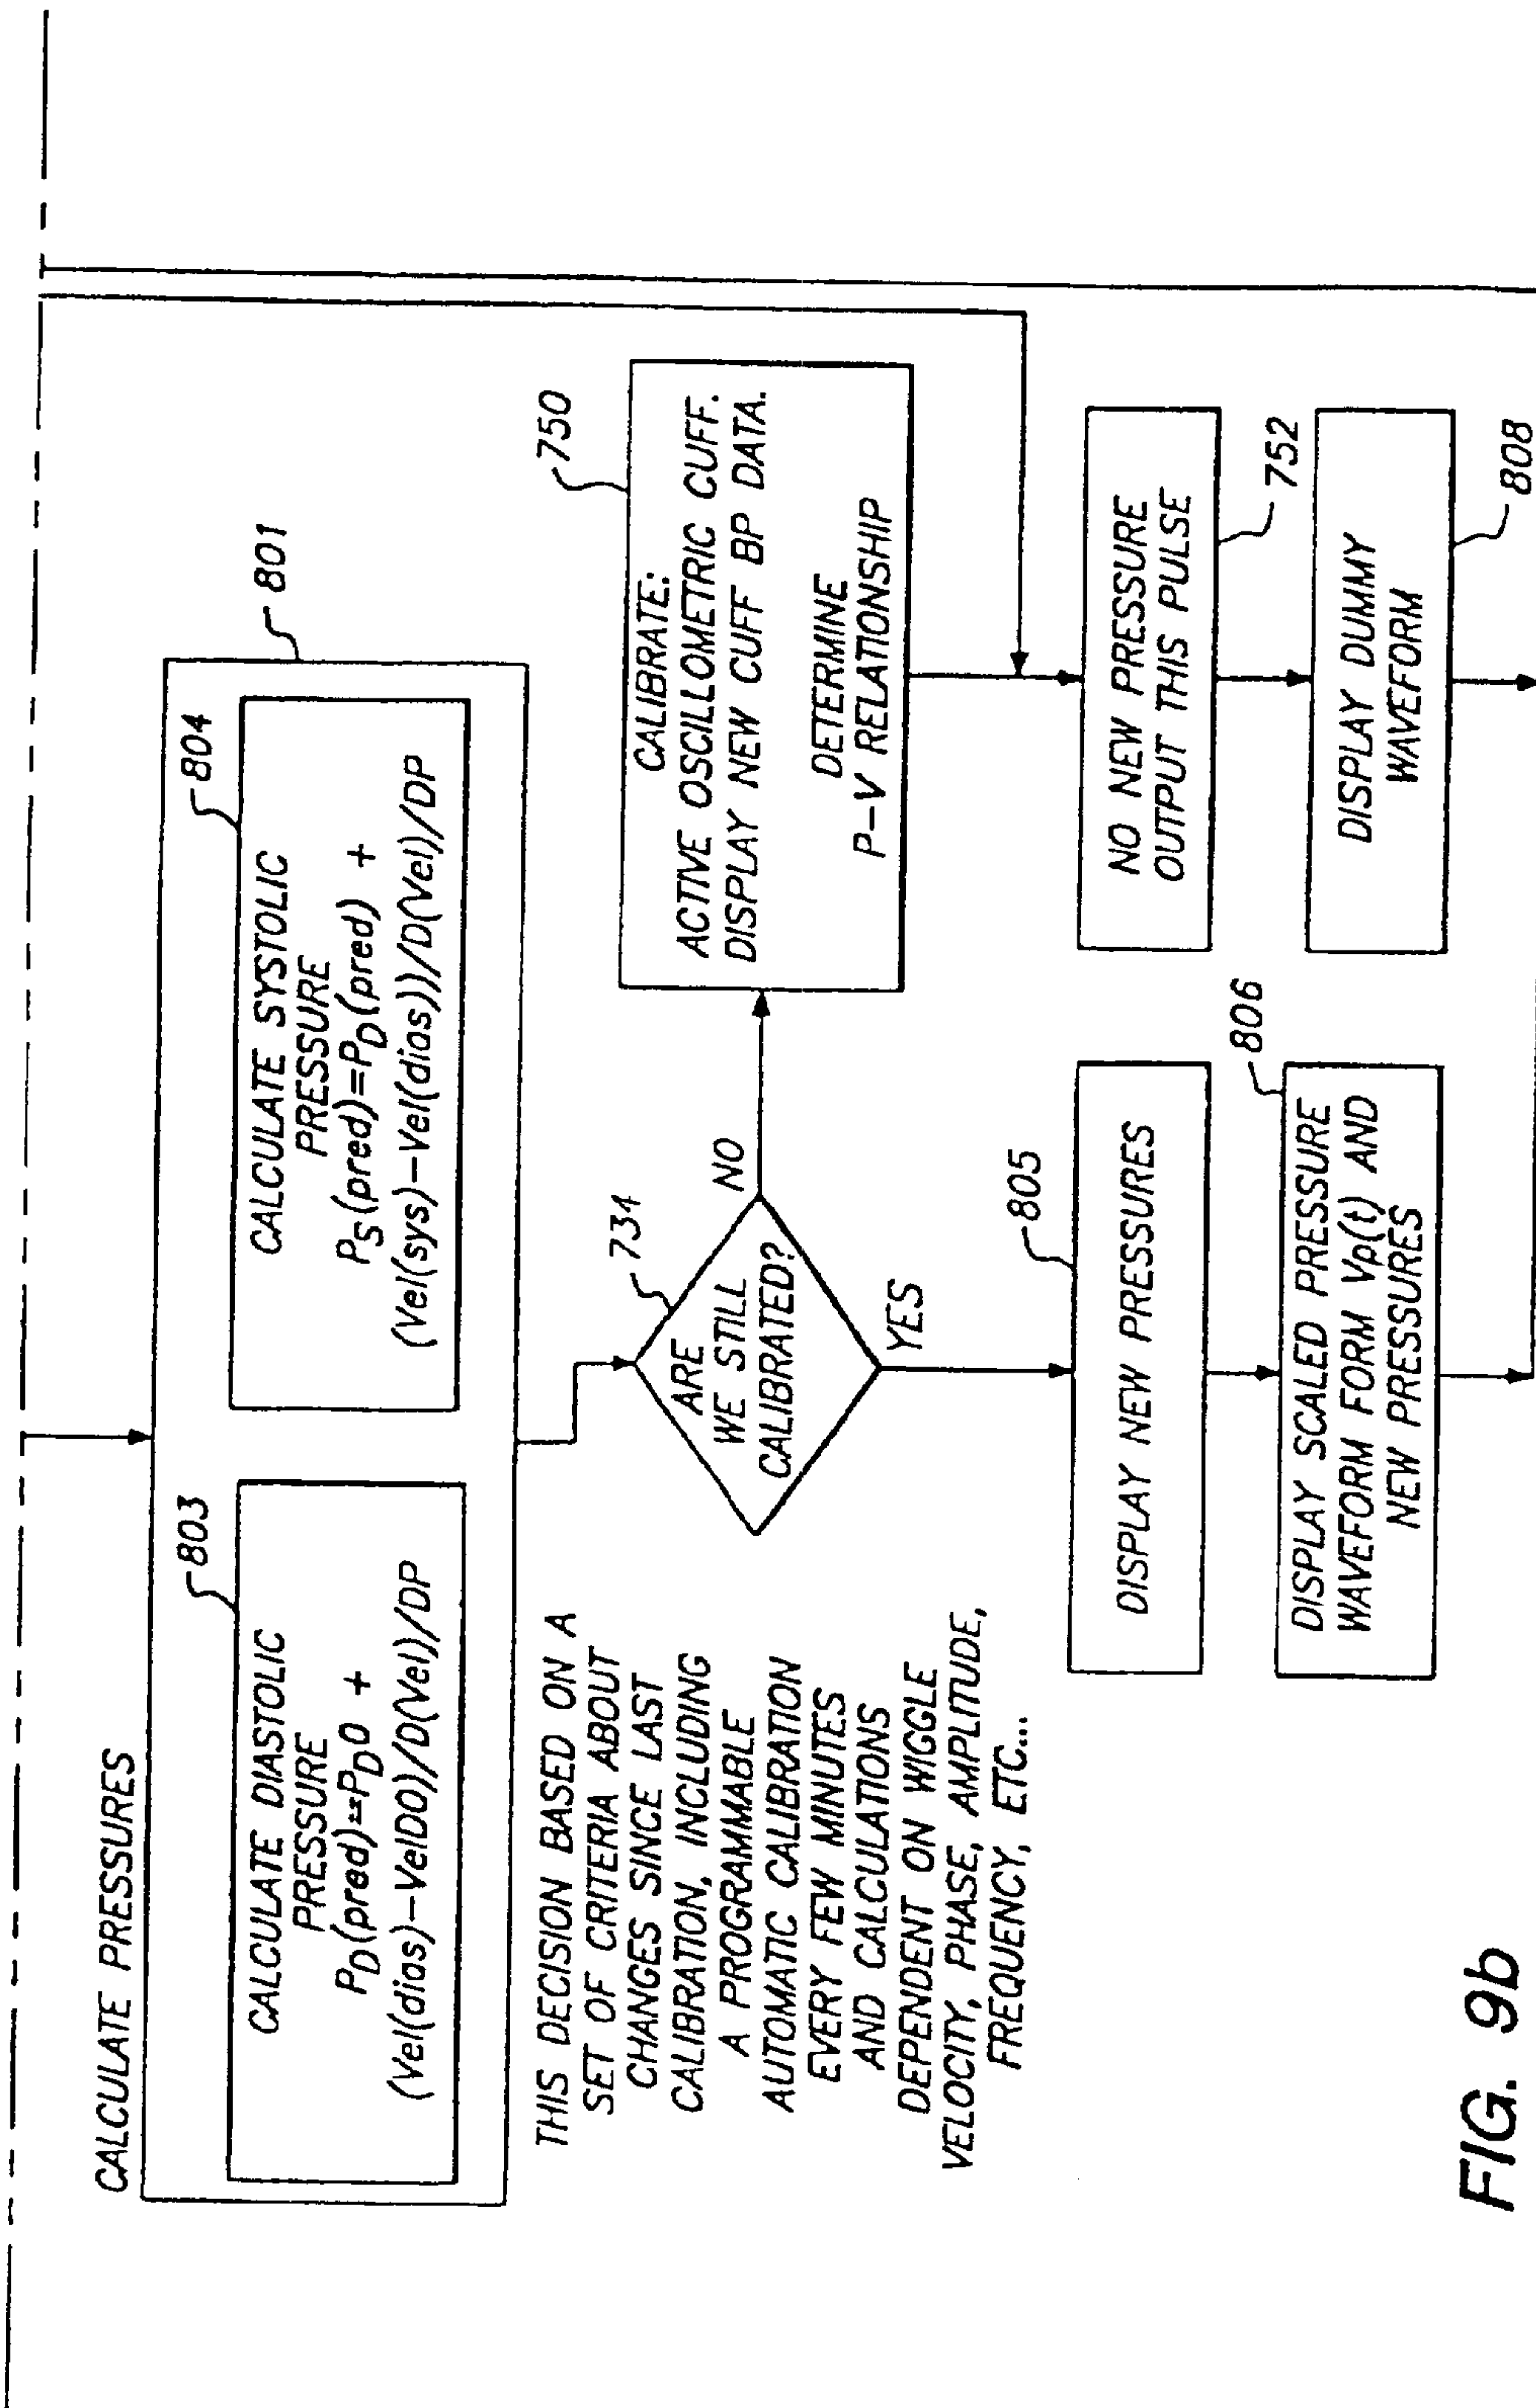 CALCULATE PRESSURES
801
803
CALCULATE DIASTOLIC
PRESSURE
PD(pred)=PD0 +
(Vel(dias)-VelD0)/D(Vel)/DP
804
CALCULATE SYSTOLIC
PRESSURE
PS(pred)=PD(pred) +
(Vel(sys)-Vel(dias))/D(Vel)/DP
THIS DECISION BASED ON A
SET OF CRITERIA ABOUT
CHANGES SINCE LAST
CALIBRATION, INCLUDING
A PROGRAMMABLE
AUTOMATIC CALIBRATION
EVERY FEW MINUTES
AND CALCULATIONS
DEPENDENT ON WIGGLE
VELOCITY, PHASE, AMPLITUDE,
FREQUENCY, ETC...
734
ARE
WE STILL
CALIBRATED?
NO
YES
750
CALIBRATE:
ACTIVE OSCILLOMETRIC CUFF.
DISPLAY NEW CUFF BP DATA.
DETERMINE
P-V RELATIONSHIP
805
DISPLAY NEW PRESSURES
806
DISPLAY SCALED PRESSURE
WAVEFORM FORM Vp(t) AND
NEW PRESSURES
NO NEW PRESSURE
OUTPUT THIS PULSE
752
DISPLAY DUMMY
WAVEFORM
808
FIG. 9b